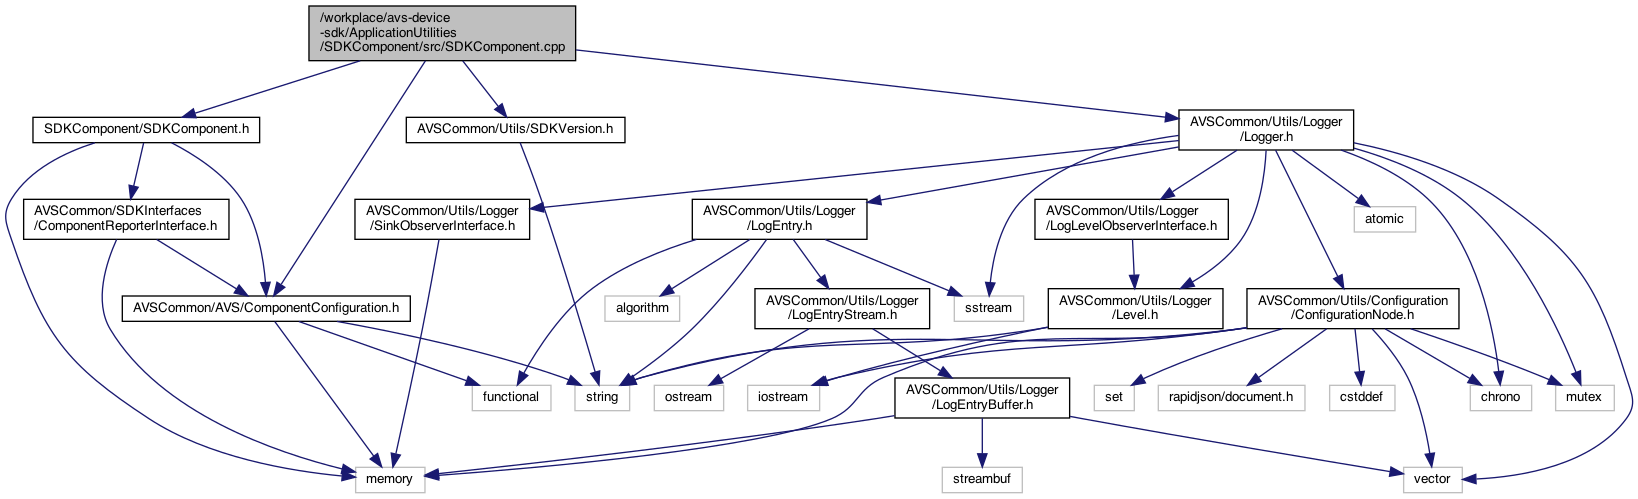 /workplace/avs-device
-sdk/ApplicationUtilities
/SDKComponent/src/SDKComponent.cpp
SDKComponent/SDKComponent.h
AVSCommon/Utils/SDKVersion.h
AVSCommon/Utils/Logger
/Logger.h
AVSCommon/SDKInterfaces
/ComponentReporterInterface.h
AVSCommon/Utils/Logger
/SinkObserverInterface.h
AVSCommon/Utils/Logger
/LogEntry.h
AVSCommon/Utils/Logger
/LogLevelObserverInterface.h
atomic
AVSCommon/AVS/ComponentConfiguration.h
algorithm
AVSCommon/Utils/Logger
/LogEntryStream.h
sstream
AVSCommon/Utils/Logger
/Level.h
AVSCommon/Utils/Configuration
/ConfigurationNode.h
functional
string
ostream
iostream
AVSCommon/Utils/Logger
/LogEntryBuffer.h
set
rapidjson/document.h
cstddef
chrono
mutex
memory
streambuf
vector